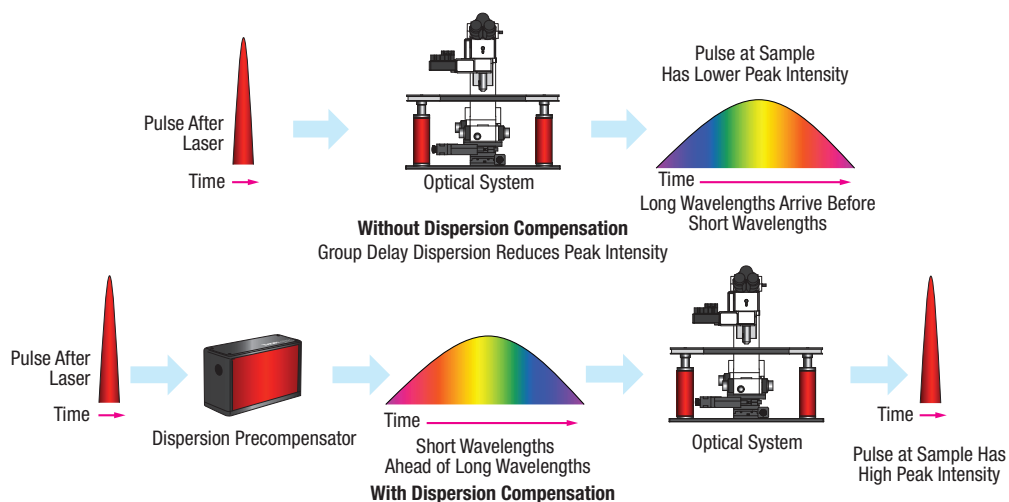 Pulse After
Laser
Time
Optical System
Pulse at Sample
Has Lower Peak Intensity
Time
Long Wavelengths Arrive Before
Short Wavelengths
Without Dispersion Compensation
Group Delay Dispersion Reduces Peak Intensity
Pulse After
Laser
Time
Dispersion Precompensator
Time
Short Wavelengths
Ahead of Long Wavelengths
Optical System
Pulse at Sample Has
High Peak Intensity
With Dispersion Compensation